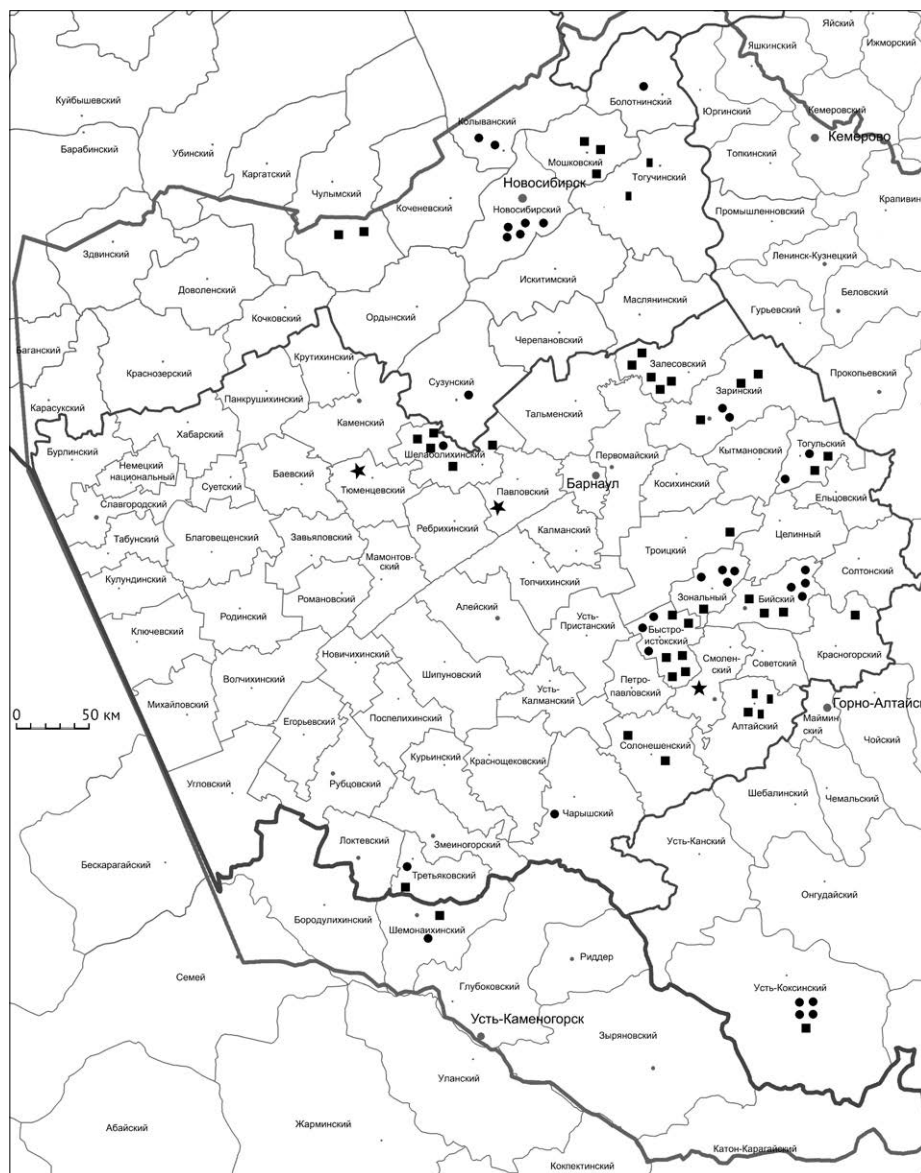 Яйский
Яшкинский
Ижморский
Куйбышевский
Болотнинский
Юргинский
Кемеровский
Колыванский
Кемерово
Барабинский
Убинский
Топкинский
Мошковский
Каргатский
Тогучинский
Чулымский
Новосибирск
Крапивин
Коченевский
Новосибирский
Промышленновский
Здвинский
Ленинск-Кузнецкий
Искитимский
Доволенский
Беловский
Маслянинский
Гурьевский
Кочковский
Ордынский
Черепановский
Баганский
Крутихинский
Залесовский
Краснозерский
Прокопьевский
Заринский
Сузунский
Панкрушихинский
Карасукский
Тальменский
Каменский
Хабарский
Тогульский
Бурлинский
Шелаболихинский
Кытмановский
Первомайский
Немецкий
национальный
Баевский
Барнаул
Суетский
Тюменцевский
Павловский
Косихинский
Славгородский
Ельцовский
Ребрихинский
Калманский
Табунский
Благовещенский
Завьяловский
Целинный
Троицкий
Мамонтов-
ский
Топчихинский
Солтонский
Кулундинский
Зональный
Бийский
Романовский
Алейский
Родинский
Усть-
Пристанский
Ключевский
Быстро-
истокский
Новичихинский
Красногорский
Смолен-
ский
Советский
Волчихинский
Шипуновский
Петро-
павловский
Усть-
Калманский
Михайловский
Горно-Алтайск
0 50 км
Егорьевский
Поспелихинский
Алтайский
Маймин
ский
Солонешенский
Чойский
Курьинский
Краснощековский
Угловский
Рубцовский
Шебалинский
Чемальский
Чарышский
Локтевский
Змеиногорский
Усть-Канский
Бескарагайский
Третьяковский
Онгудайский
Бородулихинский
Шемонаихинский
Риддер
Семей
Глубоковский
Усть-Коксинский
Усть-Каменогорск
Зыряновский
Уланский
Абайский
Жарминский
Катон-Карагайский
Кокпектинский